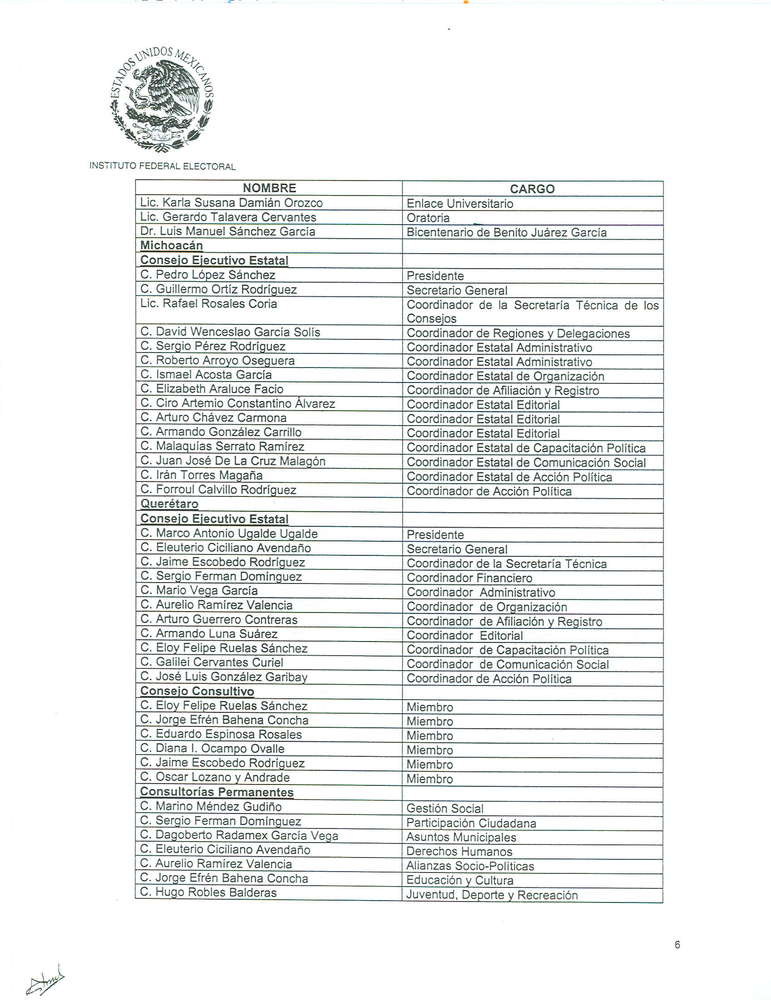 ESTADOS UNIDOS MEXICANOS
INSTITUTO FEDERAL ELECTORAL
NOMBRE CARGO
Lic. Karla Susana Damián Orozco Enlace Universitario
Lic. Gerardo Talavera Cervantes Oratoria
Dr. Luis Manuel Sánchez García Bicentenario de Benito Juárez García
Michoacán
Consejo Ejecutivo Estatal
C. Pedro López Sánchez Presidente
C. Guillermo Ortíz Rodríguez Secretario General
Lic. Rafael Rosales Coria Coordinador de la Secretaría Técnica de los
Consejos
C. David Wenceslao García Solís Coordinador de Regiones y Delegaciones
C. Sergio Pérez Rodríguez Coordinador Estatal Administrativo
C. Roberto Arroyo Oseguera Coordinador Estatal Administrativo
C. Ismael Acosta García Coordinador Estatal de Organización
C. Elizabeth Araluce Facio Coordinador de Afiliación y Registro
C. Ciro Artemio Constantino Álvarez Coordinador Estatal Editorial
C. Arturo Chávez Carmona Coordinador Estatal Editorial
C. Armando González Carrillo Coordinador Estatal Editorial
C. Malaquías Serrato Ramírez Coordinador Estatal de Capacitación Política
C. Juan José De La Cruz Malagón Coordinador Estatal de Comunicación Social
C. Irán Torres Magaña Coordinador Estatal de Acción Política
C. Forroul Calvillo Rodríguez Coordinador de Acción Política
Querétaro
Consejo Ejecutivo Estatal
C. Marco Antonio Ugalde Ugalde Presidente
C. Eleuterio Ciciliano Avendaño Secretario General
C. Jaime Escobedo Rodríguez Coordinador de la Secretaría Técnica
C. Sergio Ferman Domínguez Coordinador Financiero
C. Mario Vega García Coordinador Administrativo
C. Aurelio Ramírez Valencia Coordinador de Organización
C. Arturo Guerrero Contreras Coordinador de Afiliación y Registro
C. Armando Luna Suárez Coordinador Editorial
C. Eloy Felipe Ruelas Sánchez Coordinador de Capacitación Política
C. Galilei Cervantes Curiel Coordinador de Comunicación Social
C. José Luis González Garibay Coordinador de Acción Política
Consejo Consultivo
C. Eloy Felipe Ruelas Sánchez Miembro
C. Jorge Efrén Bahena Concha Miembro
C. Eduardo Espinosa Rosales Miembro
C. Diana I. Ocampo Ovalle Miembro
C. Jaime Escobedo Rodríguez Miembro
C. Oscar Lozano y Andrade Miembro
Consultorías Permanentes
C. Marino Méndez Gudiño Gestión Social
C. Sergio Ferman Domínguez Participación Ciudadana
C. Dagoberto Radamex García Vega Asuntos Municipales
C. Eleuterio Ciciliano Avendaño Derechos Humanos
C. Aurelio Ramírez Valencia Alianzas Socio-Políticas
C. Jorge Efrén Bahena Concha Educación y Cultura
C. Hugo Robles Balderas Juventud, Deporte y Recreación
6